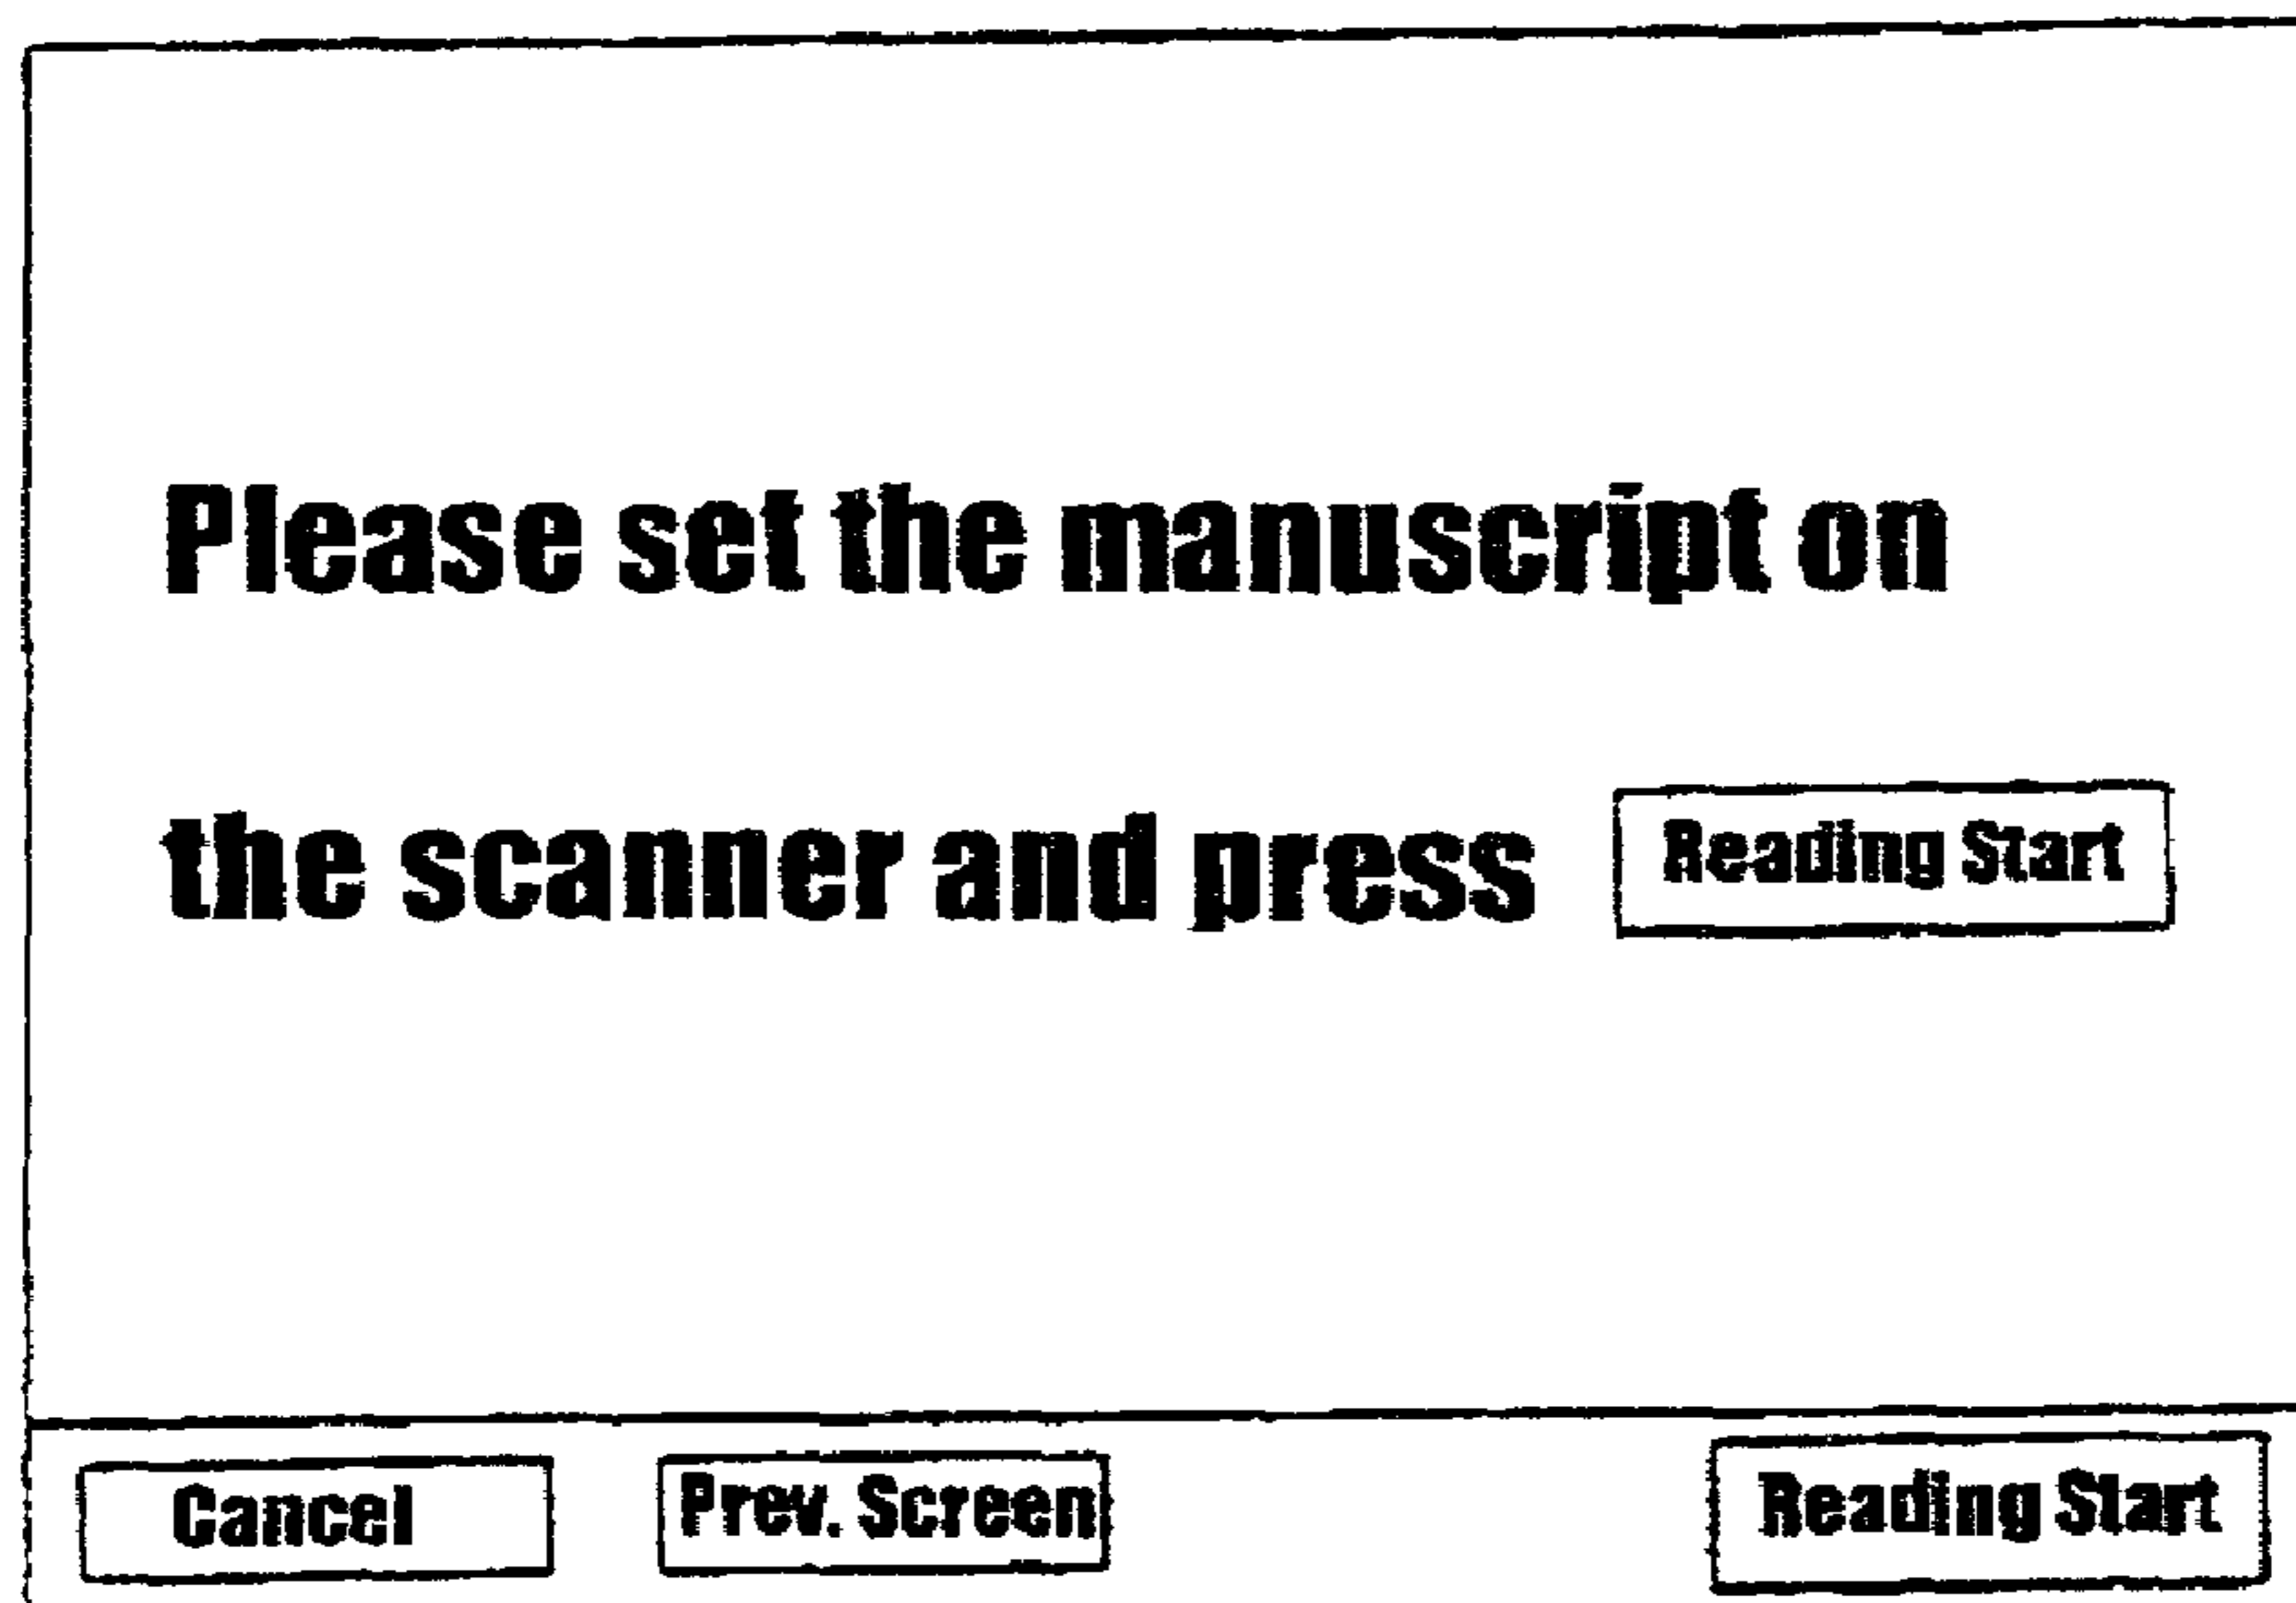 Please set the manuscript on
the scanner and press Reading Start
Cancel Prev. Screen Reading Start